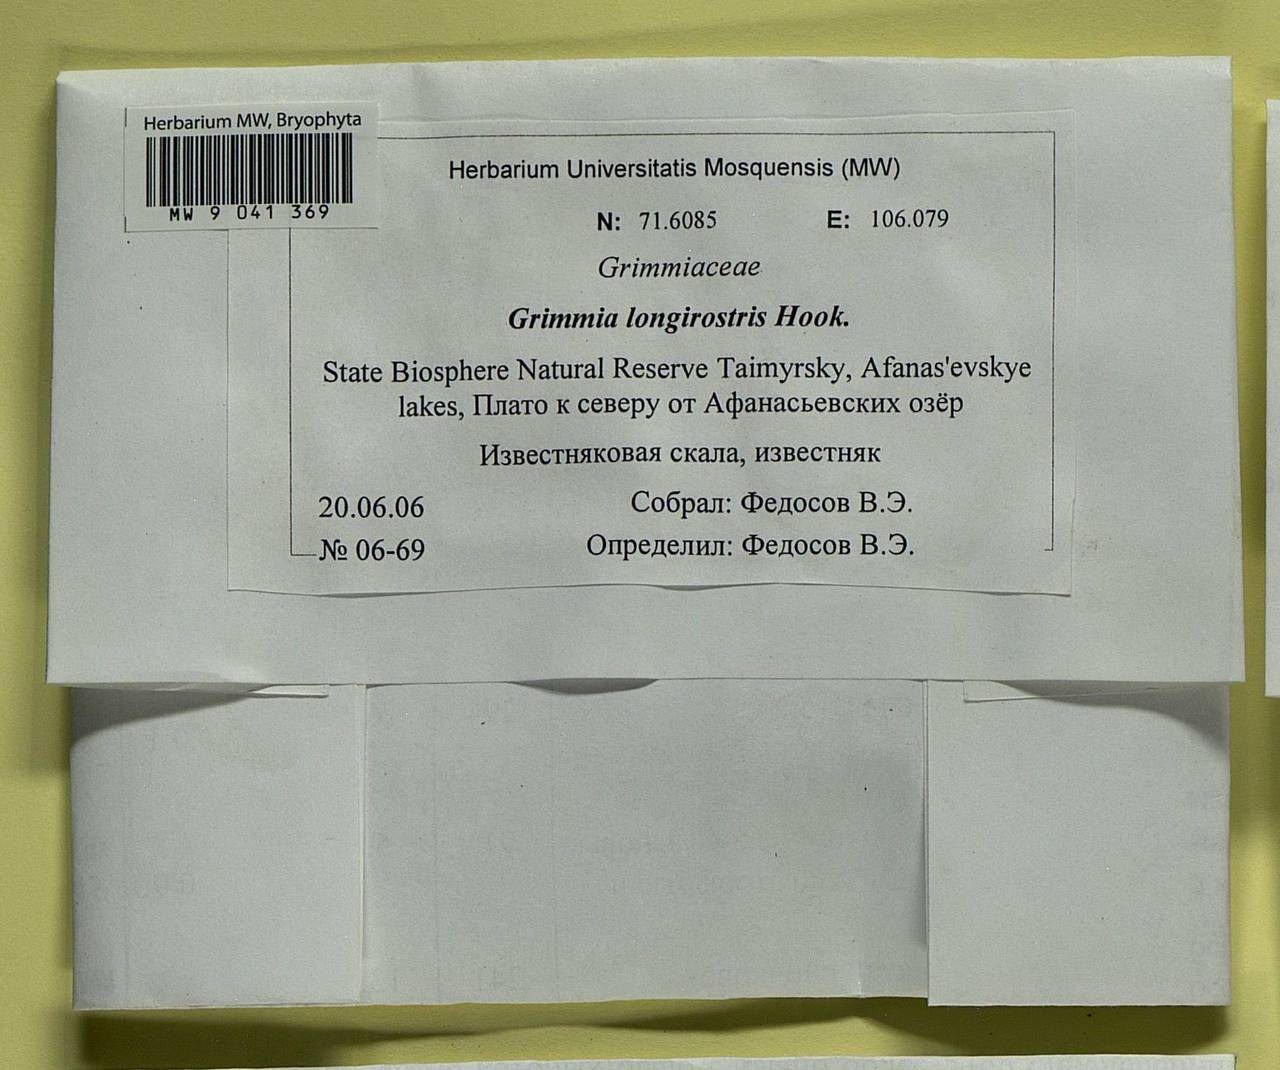 Herbarium MW, Bryophyta
MW 9 041 369
Herbarium Universitatis Mosquensis (MW)
N: 71.6085 E: 106.079
Grimmiaceae
Grimmia longirostris Hook.
State Biosphere Natural Reserve Taimyrsky, Afanas'evskye
lakes, Плато к северу от Афанасьевских озёр
Известняковая скала, известняк
20.06.06 Собрал: Федосов В.Э.
№ 06-69 Определил: Федосов В.Э.